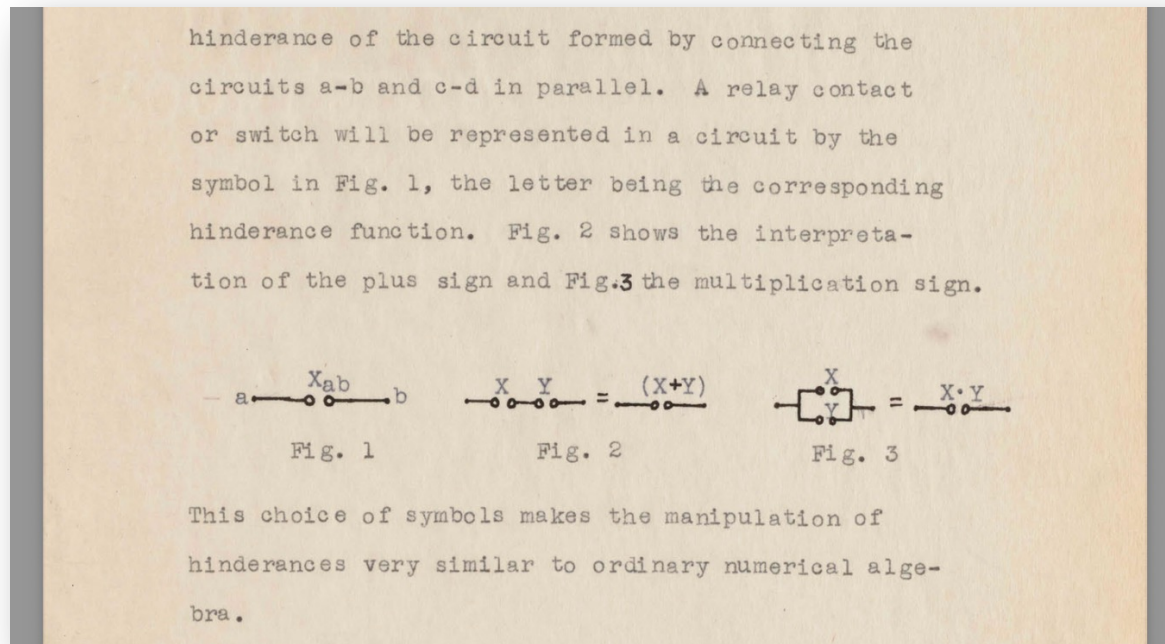 hinderance of the circuit formed by connecting the
circuits a-b and c-d in parallel. A relay contact
or switch will be represented in a circuit by the
symbol in Fig. 1, the letter being the corresponding
hinderance function. Fig. 2 shows the interpreta-
tion of the plus sign and Fig.3 the multiplication sign.
a Xab b
X Y = (X+Y)
X Y = X·Y
Fig. 1 Fig. 2 Fig. 3
This choice of symbols makes the manipulation of
hinderances very similar to ordinary numerical alge-
bra.